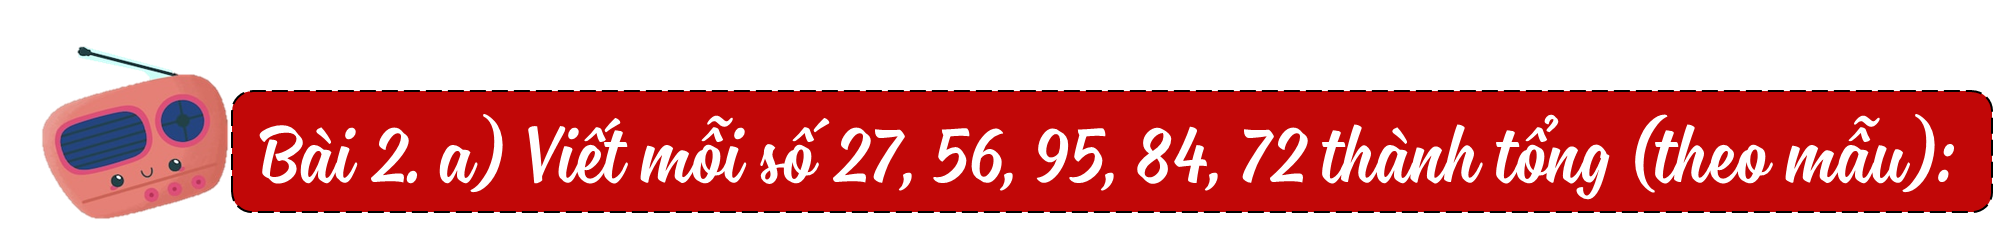 Bài 2. a) Viết mỗi số 27, 56, 95, 84, 72 thành tổng (theo mẫu):